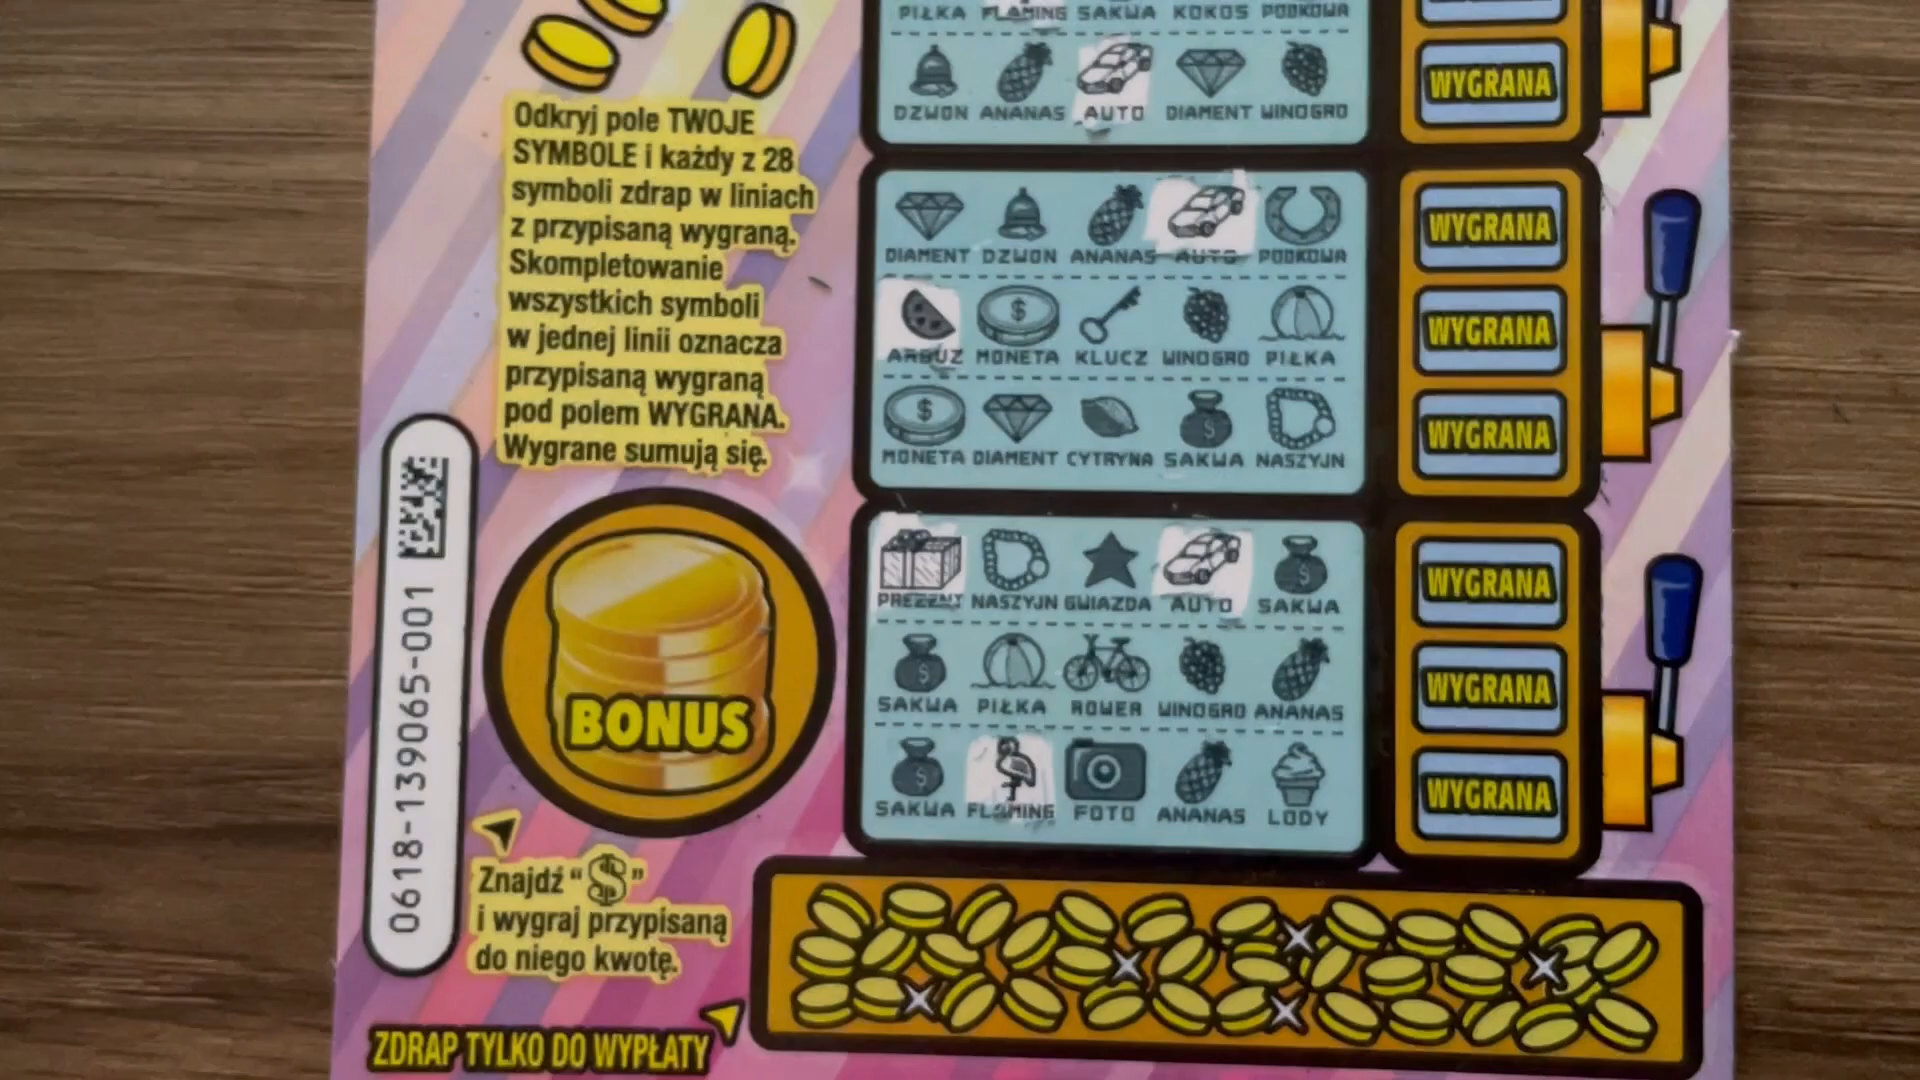 PIŁKA FLAMING SAKWA KOKOS PODKOWA
DZWON ANANAS AUTO DIAMENT WINOGRO
WYGRANA
Odkryj pole TWOJE
SYMBOLE i każdy z 28
symboli zdrap w liniach
z przypisaną wygraną.
Skompletowanie
wszystkich symboli
w jednej linii oznacza
przypisaną wygraną
pod polem WYGRANA.
Wygrane sumują się.
DIAMENT DZWON ANANAS AUTO PODKOWA
WYGRANA
ARBUZ MONETA KLUCZ WINOGRO PIŁKA
WYGRANA
MONETA DIAMENT CYTRYNA SAKWA NASZYJN
WYGRANA
PREZENT NASZYJN GWIAZDA AUTO SAKWA
WYGRANA
SAKWA PIŁKA ROWER WINOGRO ANANAS
WYGRANA
SAKWA FLAMING FOTO ANANAS LODY
WYGRANA
0618-139065-001
BONUS
Znajdź “$”
i wygraj przypisaną
do niego kwotę.
ZDRAP TYLKO DO WYPŁATY